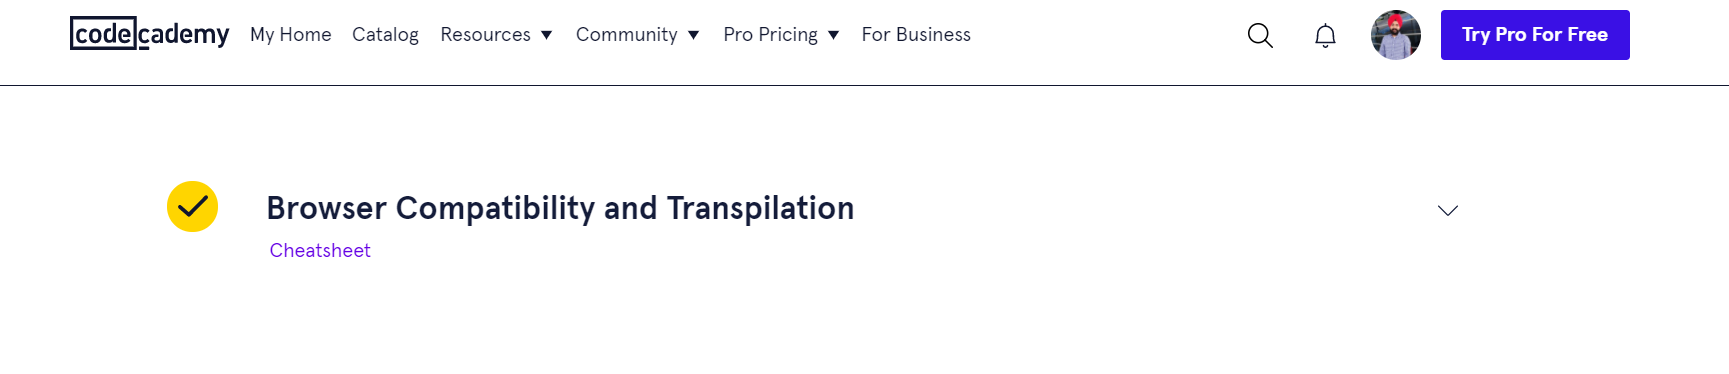 codecademy My Home Catalog Resources Community Pro Pricing For Business Try Pro For Free
Browser Compatibility and Transpilation
Cheatsheet